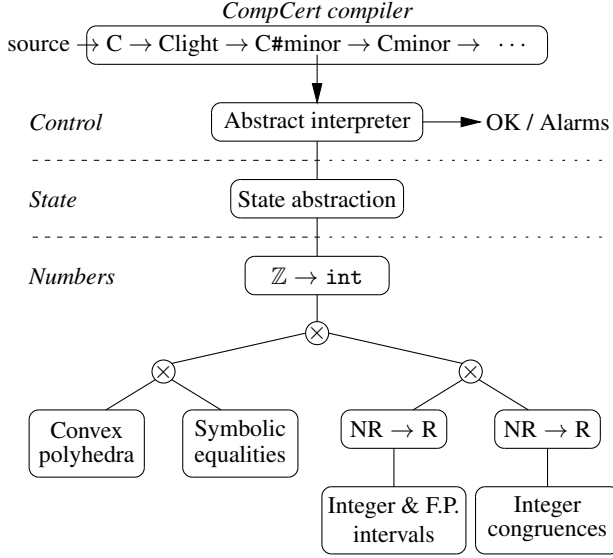 CompCert compiler
source → C → Clight → C#minor → Cminor → ⋯
Control
Abstract interpreter
OK / Alarms
State
State abstraction
Numbers
ℤ → int
Convex
polyhedra
Symbolic
equalities
NR → R
NR → R
Integer & F.P.
intervals
Integer
congruences